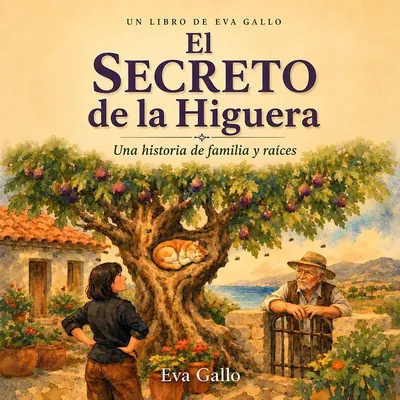 UN LIBRO DE EVA GALLO
El
SECRETO
de la Higuera
Una historia de familia y raíces
Eva Gallo